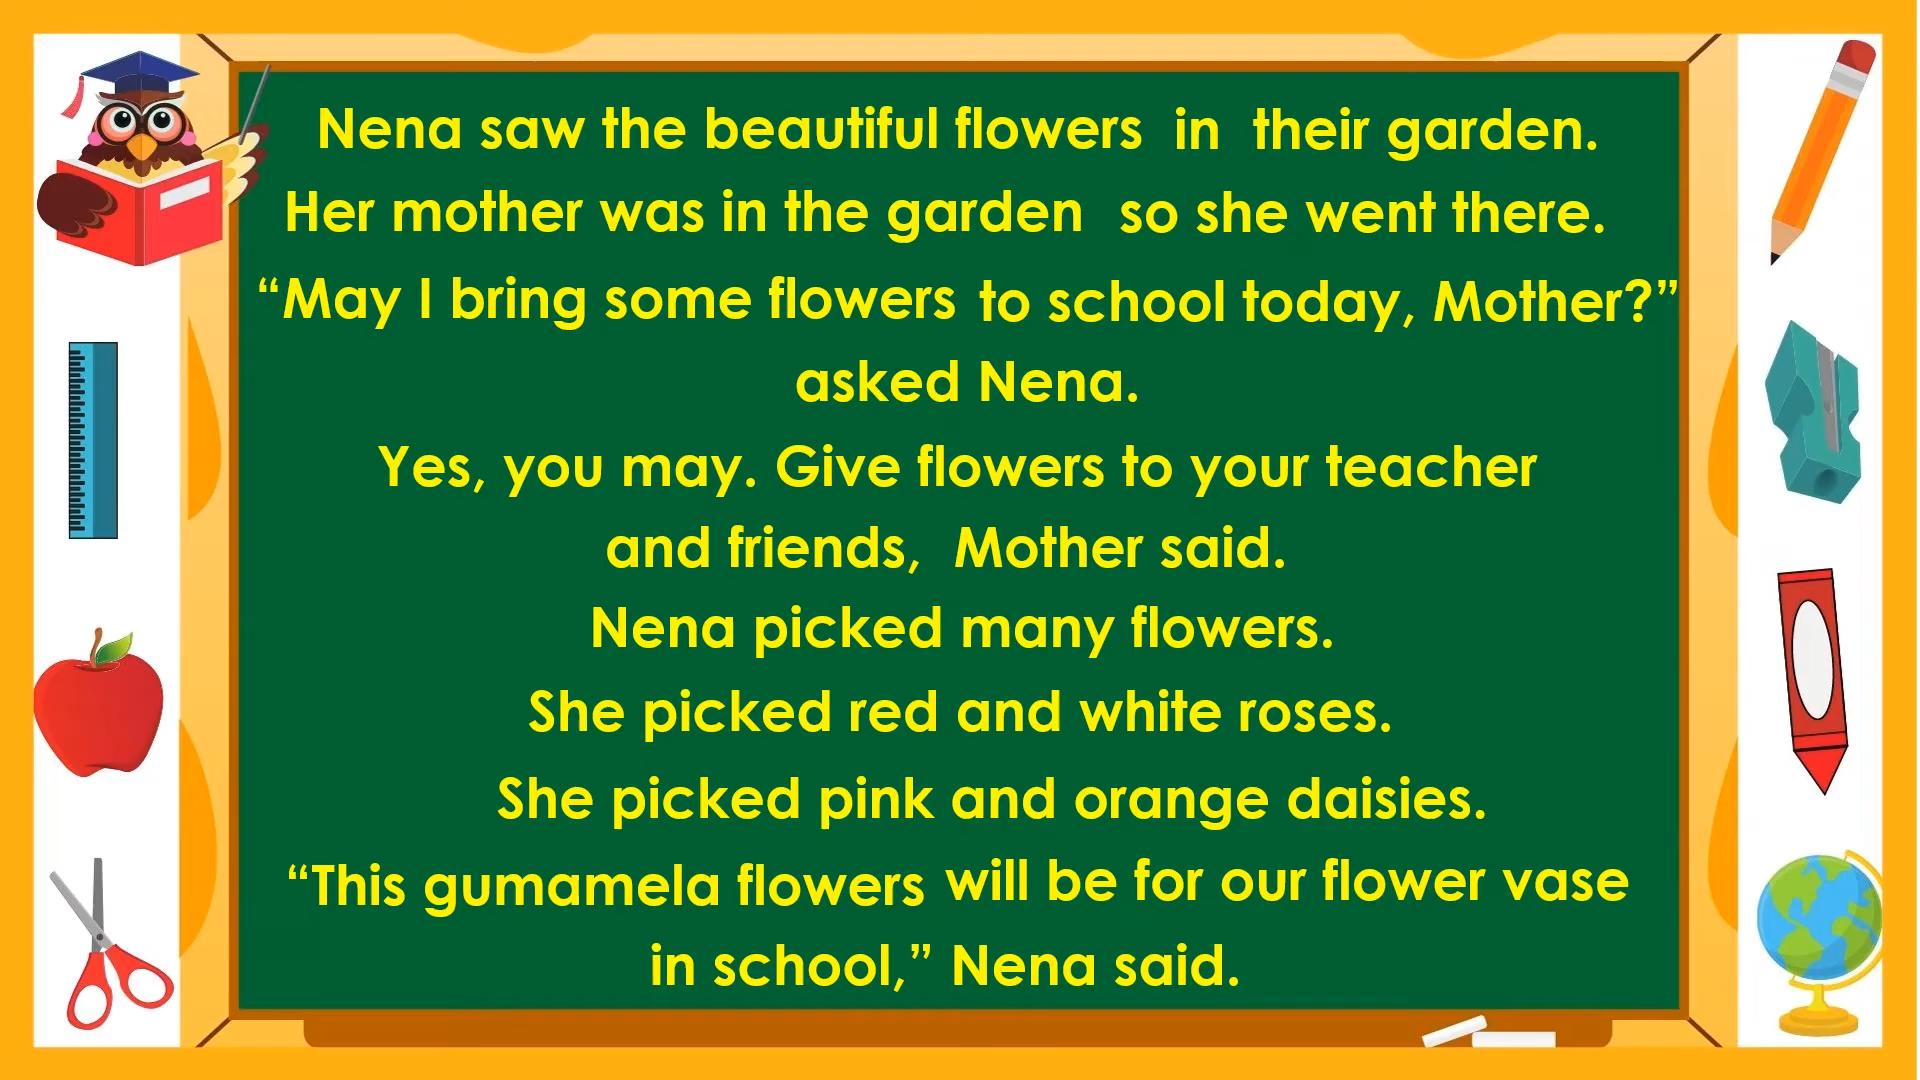 Nena saw the beautiful flowers in their garden.
Her mother was in the garden so she went there.
“May I bring some flowers to school today, Mother?”
asked Nena.
Yes, you may. Give flowers to your teacher
and friends, Mother said.
Nena picked many flowers.
She picked red and white roses.
She picked pink and orange daisies.
“This gumamela flowers will be for our flower vase
in school,” Nena said.